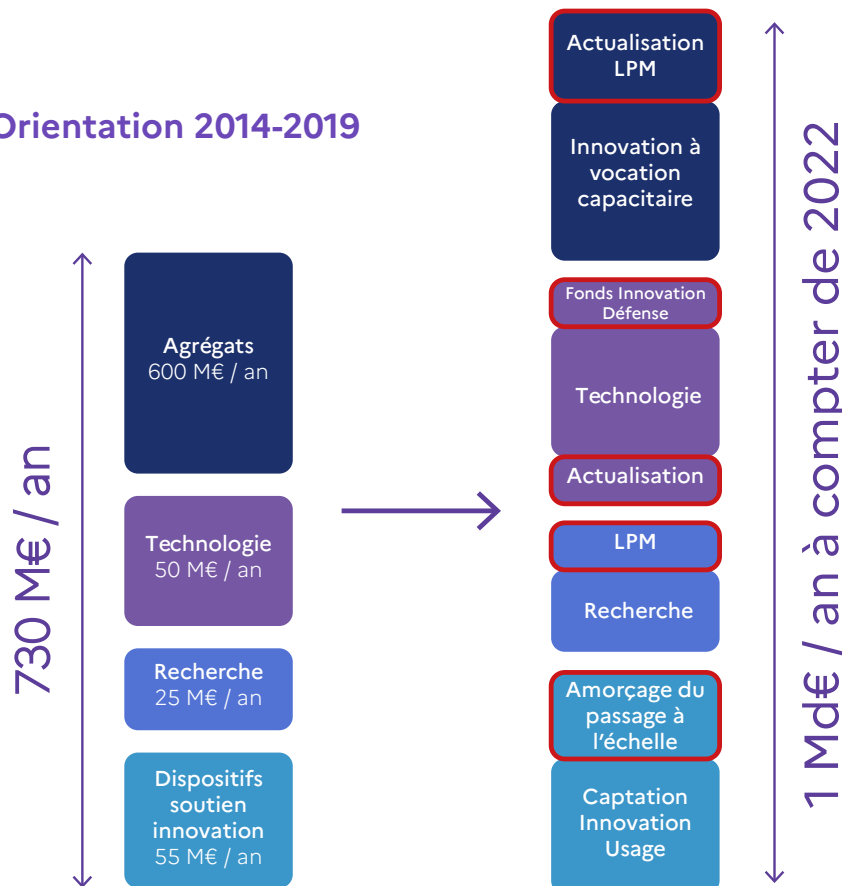 Orientation 2014-2019
730 M€ / an
Agrégats
600 M€ / an
Technologie
50 M€ / an
Recherche
25 M€ / an
Dispositifs
soutien
innovation
55 M€ / an
Actualisation
LPM
Innovation à
vocation
capacitaire
Fonds Innovation
Défense
Technologie
Actualisation
LPM
Recherche
Amorçage du
passage à
l'échelle
Captation
Innovation
Usage
1 Md€ / an à compter de 2022